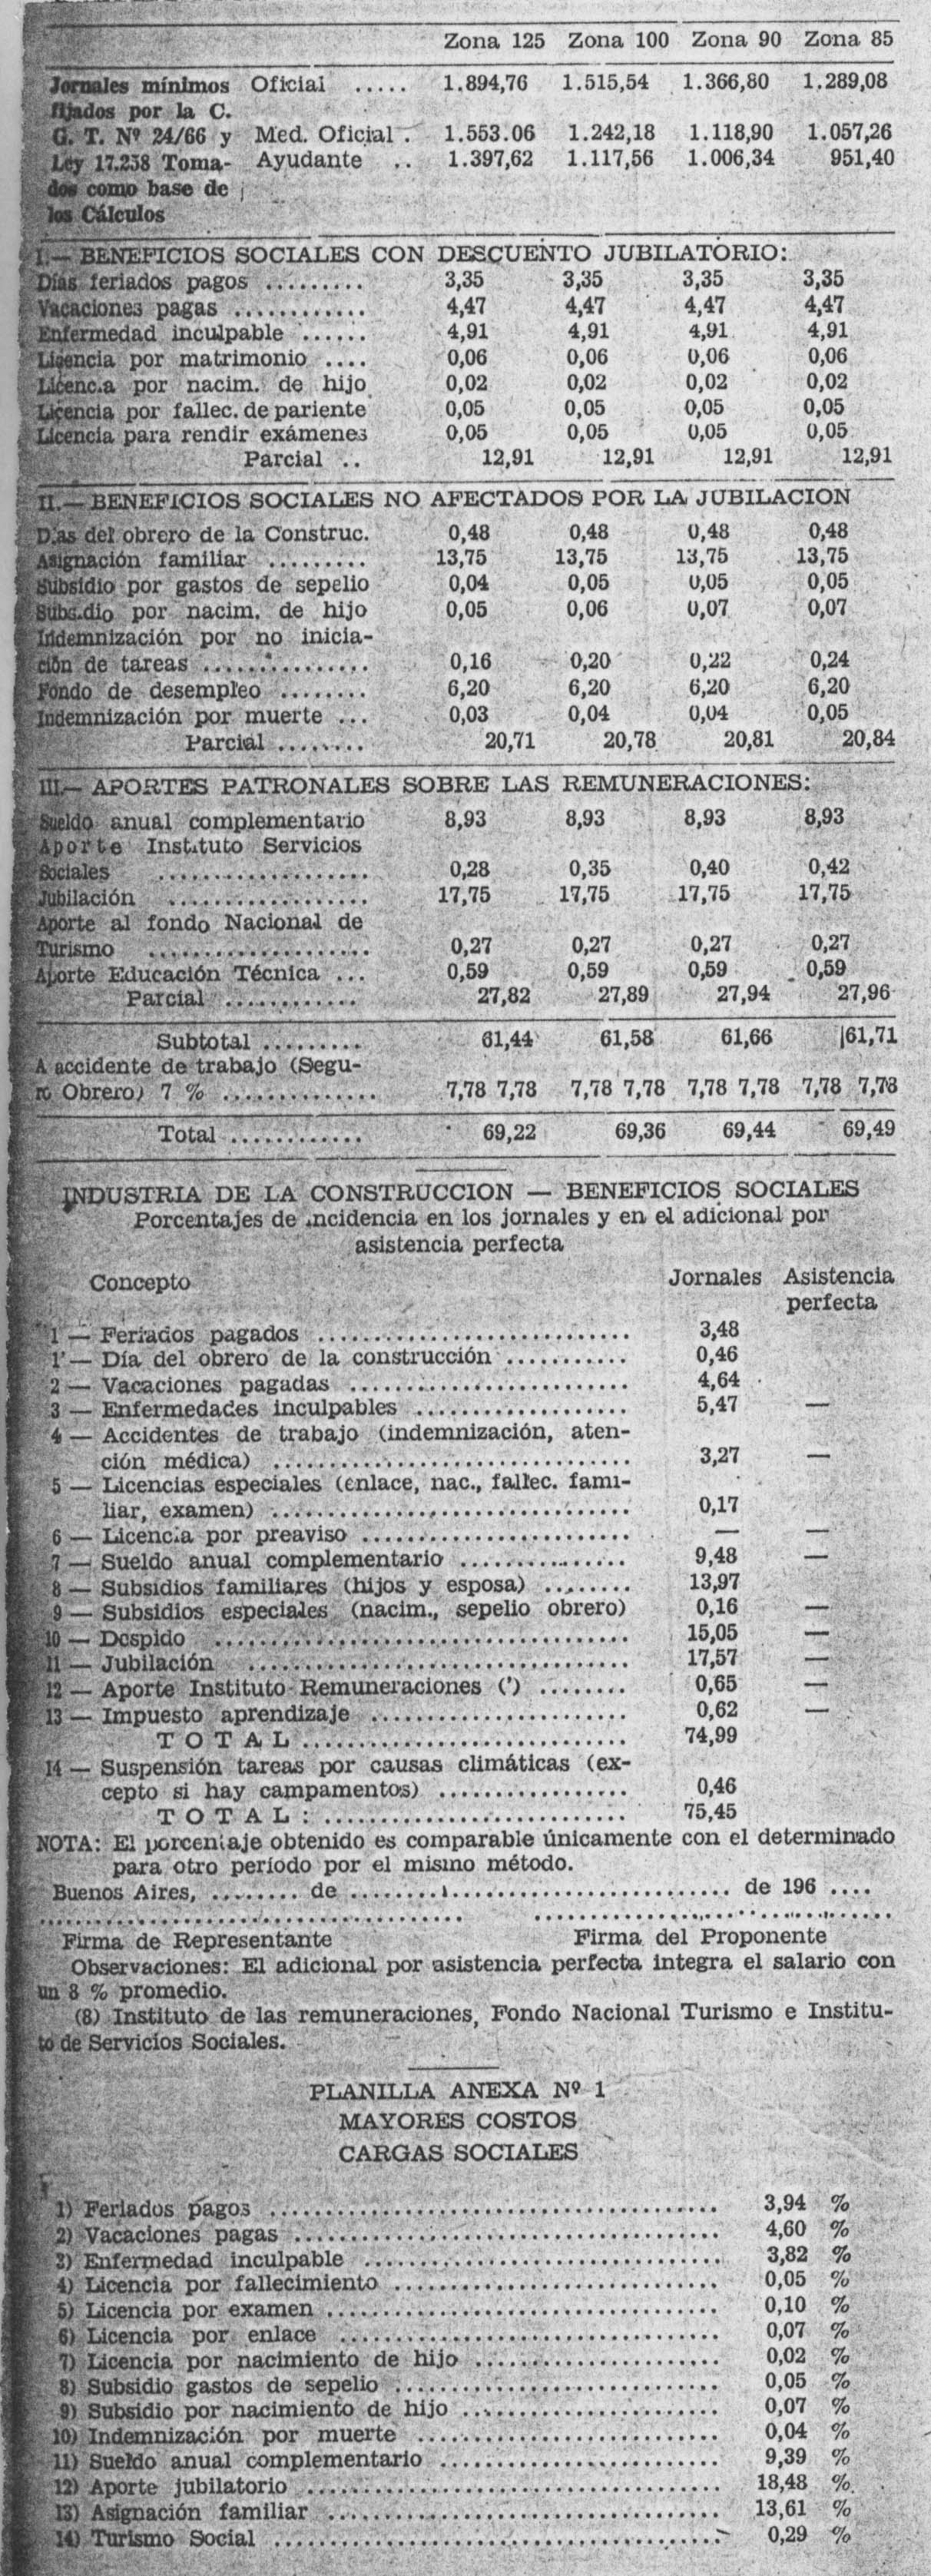 Zona 125 Zona 100 Zona 90 Zona 85
Jornales mínimos Oficial ..... 1.894,76 1.515,54 1.366,80 1.289,08
fijados por la C.
G. T. Nº 24/66 y Med. Oficial . 1.553.06 1.242,18 1.118,90 1.057,26
Ley 17.258 Toma- Ayudante .. 1.397,62 1.117,56 1.006,34 951,40
dos como base de
los Cálculos
I.— BENEFICIOS SOCIALES CON DESCUENTO JUBILATORIO:
Días feriados pagos ......... 3,35 3,35 3,35 3,35
Vacaciones pagas ............ 4,47 4,47 4,47 4,47
Enfermedad inculpable ...... 4,91 4,91 4,91 4,91
Licencia por matrimonio .... 0,06 0,06 0,06 0,06
Licenc.a por nacim. de hijo 0,02 0,02 0,02 0,02
Licencia por fallec. de pariente 0,05 0,05 0,05 0,05
Licencia para rendir exámenes 0,05 0,05 0,05 0,05
Parcial .. 12,91 12,91 12,91 12,91
II.— BENEFICIOS SOCIALES NO AFECTADOS POR LA JUBILACION
D.as del obrero de la Construc. 0,48 0,48 0,48 0,48
Asignación familiar ......... 13,75 13,75 13,75 13,75
Subsidio por gastos de sepelio 0,04 0,05 0,05 0,05
Subs.dio por nacim. de hijo 0,05 0,06 0,07 0,07
Indemnización por no inicia-
ción de tareas ............... 0,16 0,20 0,22 0,24
Fondo de desempleo ........ 6,20 6,20 6,20 6,20
Indemnización por muerte ... 0,03 0,04 0,04 0,05
Parcial ........ 20,71 20,78 20,81 20,84
III.— APORTES PATRONALES SOBRE LAS REMUNERACIONES:
Sueldo anual complementario 8,93 8,93 8,93 8,93
Aporte Inst.tuto Servicios
Sociales ................... 0,28 0,35 0,40 0,42
Jubilación .................. 17,75 17,75 17,75 17,75
Aporte al fondo Nacional de
Turismo .................... 0,27 0,27 0,27 0,27
Aporte Educación Técnica ... 0,59 0,59 0,59 0,59
Parcial ............ 27,82 27,89 27,94 27,96
Subtotal ......... 61,44 61,58 61,66 61,71
A accidente de trabajo (Segu-
ro Obrero) 7 % .............. 7,78 7,78 7,78 7,78 7,78 7,78 7,78 7,78
Total ............ 69,22 69,36 69,44 69,49
INDUSTRIA DE LA CONSTRUCCION — BENEFICIOS SOCIALES
Porcentajes de .ncidencia en los jornales y en el adicional por
asistencia perfecta
Concepto Jornales Asistencia
perfecta
1 — Feriados pagados ............................ 3,48
1'— Día del obrero de la construcción ........... 0,46
2 — Vacaciones pagadas ......................... 4,64
3 — Enfermedades inculpables ................... 5,47 —
4 — Accidentes de trabajo (indemnización, aten-
ción médica) ................................ 3,27 —
5 — Licencias especiales (enlace, nac., fallec. fami-
liar, examen) ................................ 0,17
6 — Licencia por preaviso ........................ — —
7 — Sueldo anual complementario ............... 9,48 —
8 — Subsidios familiares (hijos y esposa) ........ 13,97
9 — Subsidios especiales (nacim., sepelio obrero) 0,16 —
10 — Despido ..................................... 15,05 —
11 — Jubilación .................................. 17,57 —
12 — Aporte Instituto Remuneraciones (') ........ 0,65 —
13 — Impuesto aprendizaje ....................... 0,62 —
TOTAL ............................. 74,99
14 — Suspensión tareas por causas climáticas (ex-
cepto si hay campamentos) ................. 0,46
TOTAL: ........................... 75,45
NOTA: El porcentaje obtenido es comparable únicamente con el determinado
para otro período por el mismo método.
Buenos Aires, ........ de .................................... de 196 ....
Firma de Representante Firma del Proponente
Observaciones: El adicional por asistencia perfecta integra el salario con
un 8 % promedio.
(8) Instituto de las remuneraciones, Fondo Nacional Turismo e Institu-
to de Servicios Sociales.
PLANILLA ANEXA Nº 1
MAYORES COSTOS
CARGAS SOCIALES
1) Feriados pagos ......................................... 3,94 %
2) Vacaciones pagas ....................................... 4,60 %
3) Enfermedad inculpable ................................. 3,82 %
4) Licencia por fallecimiento .............................. 0,05 %
5) Licencia por examen .................................... 0,10 %
6) Licencia por enlace ................................... 0,07 %
7) Licencia por nacimiento de hijo ....................... 0,02 %
8) Subsidio gastos de sepelio .............................. 0,05 %
9) Subsidio por nacimiento de hijo ....................... 0,07 %
10) Indemnización por muerte ............................ 0,04 %
11) Sueldo anual complementario ........................... 9,39 %
12) Aporte jubilatorio ...................................... 18,48 %
13) Asignación familiar .................................... 13,61 %
14) Turismo Social ......................................... 0,29 %